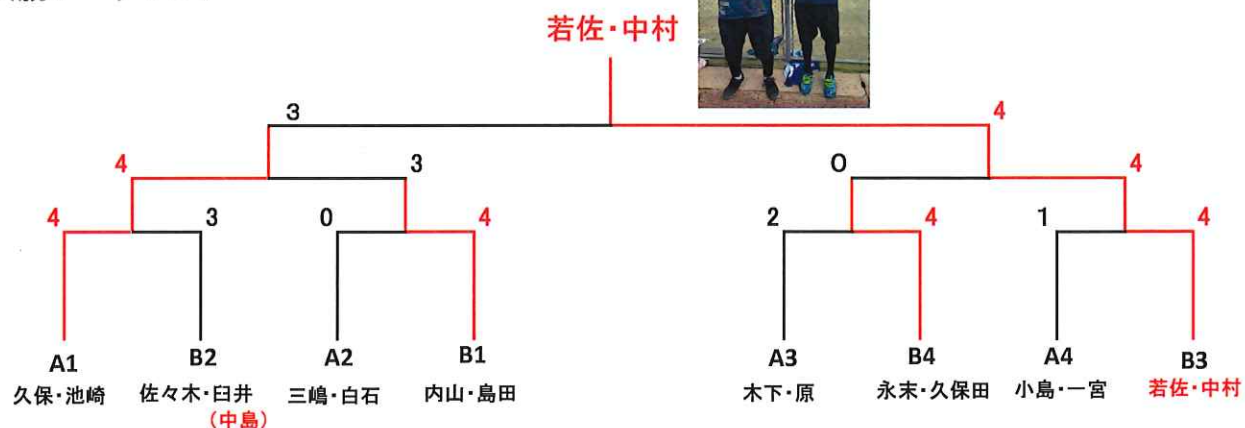 若佐・中村
3 4
4 3 0 4
4 3 0 4 2 4 1 4
A1 B2 A2 B1 A3 B4 A4 B3
久保・池崎 佐々木・臼井 三嶋・白石 内山・島田 木下・原 永末・久保田 小島・一宮 若佐・中村
(中島)